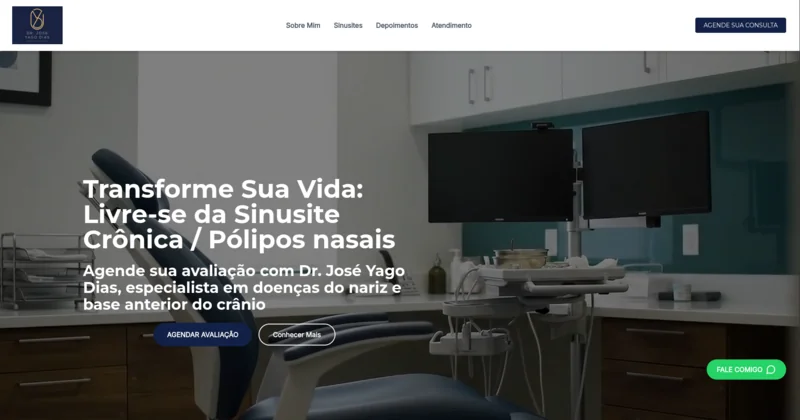 DR. JOSÉ
YAGO DIAS
Sobre Mim
Sinusites
Depoimentos
Atendimento
AGENDE SUA CONSULTA
Transforme Sua Vida:
Livre-se da Sinusite
Crônica / Pólipos nasais
Agende sua avaliação com Dr. José Yago
Dias, especialista em doenças do nariz e
base anterior do crânio
AGENDAR AVALIAÇÃO
Conhecer Mais
FALE COMIGO